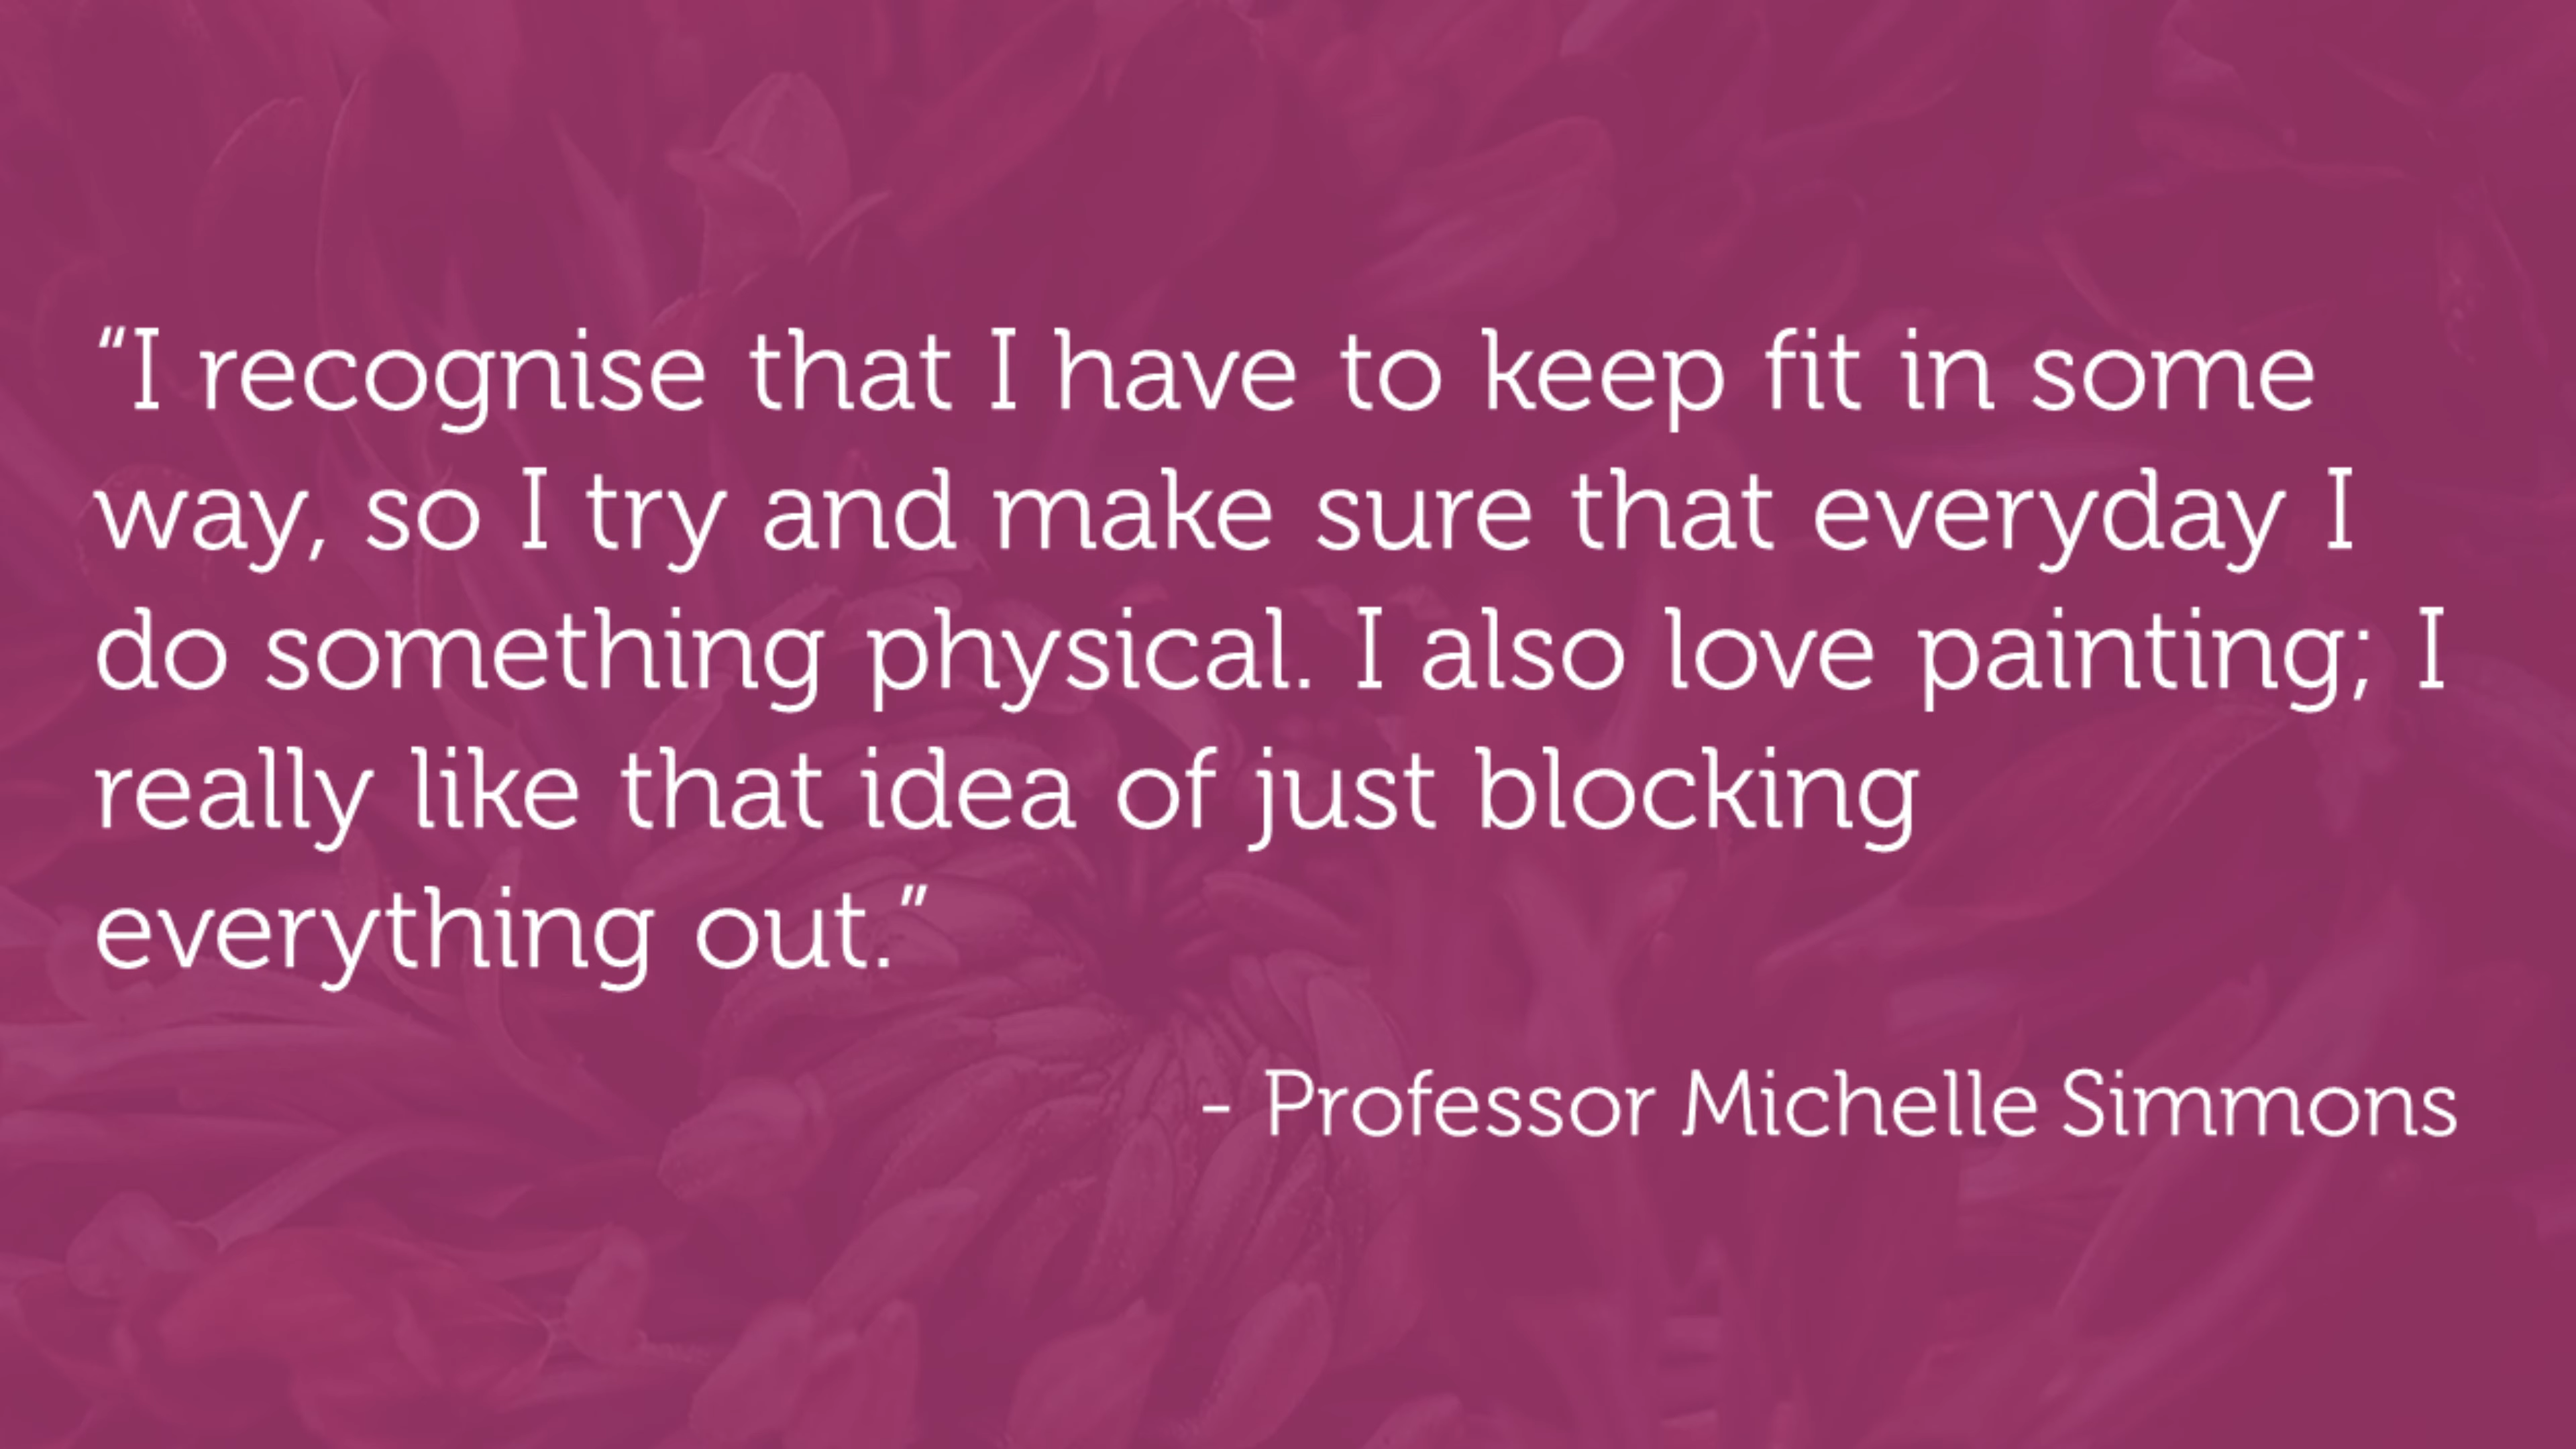 “I recognise that I have to keep fit in some
way, so I try and make sure that everyday I
do something physical. I also love painting; I
really like that idea of just blocking
everything out.”
- Professor Michelle Simmons